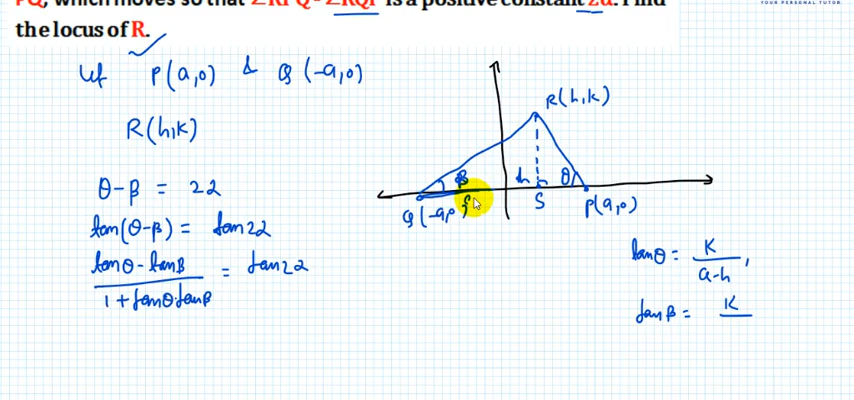 PQ, which moves so that ∠RPQ - ∠RQP is a positive constant 2α. Find
the locus of R.
YOUR PERSONAL TUTOR
Let P(a,0) & Q(-a,0)
R(h,k)
R(h,k)
θ-β = 2α
tan(θ-β) = tan2α
tanθ-tanβ / 1+tanθ.tanβ = tan2α
β
h
θ
Q(-a,0
S
P(a,0)
tanθ = K / a-h ,
tanβ = K